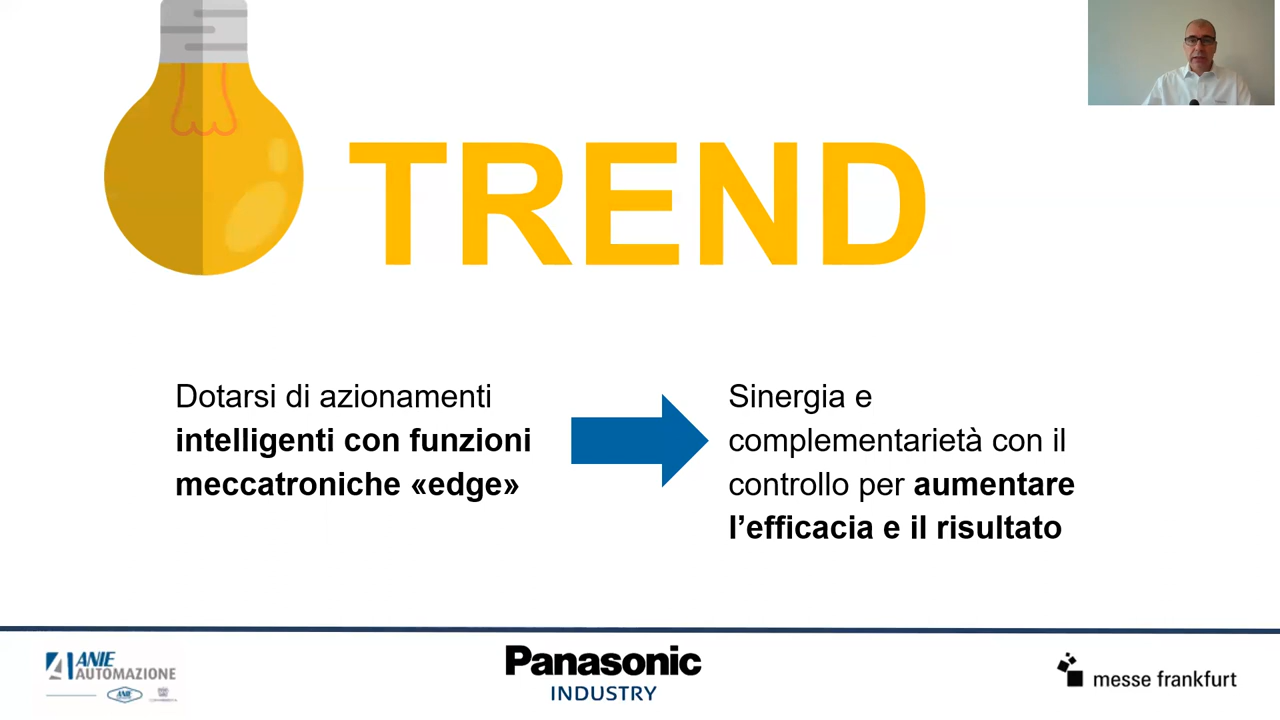 TREND
Dotarsi di azionamenti
intelligenti con funzioni
meccatroniche «edge»
Sinergia e
complementarietà con il
controllo per aumentare
l’efficacia e il risultato
ANIE
AUTOMAZIONE
ANIE
Panasonic
INDUSTRY
messe frankfurt